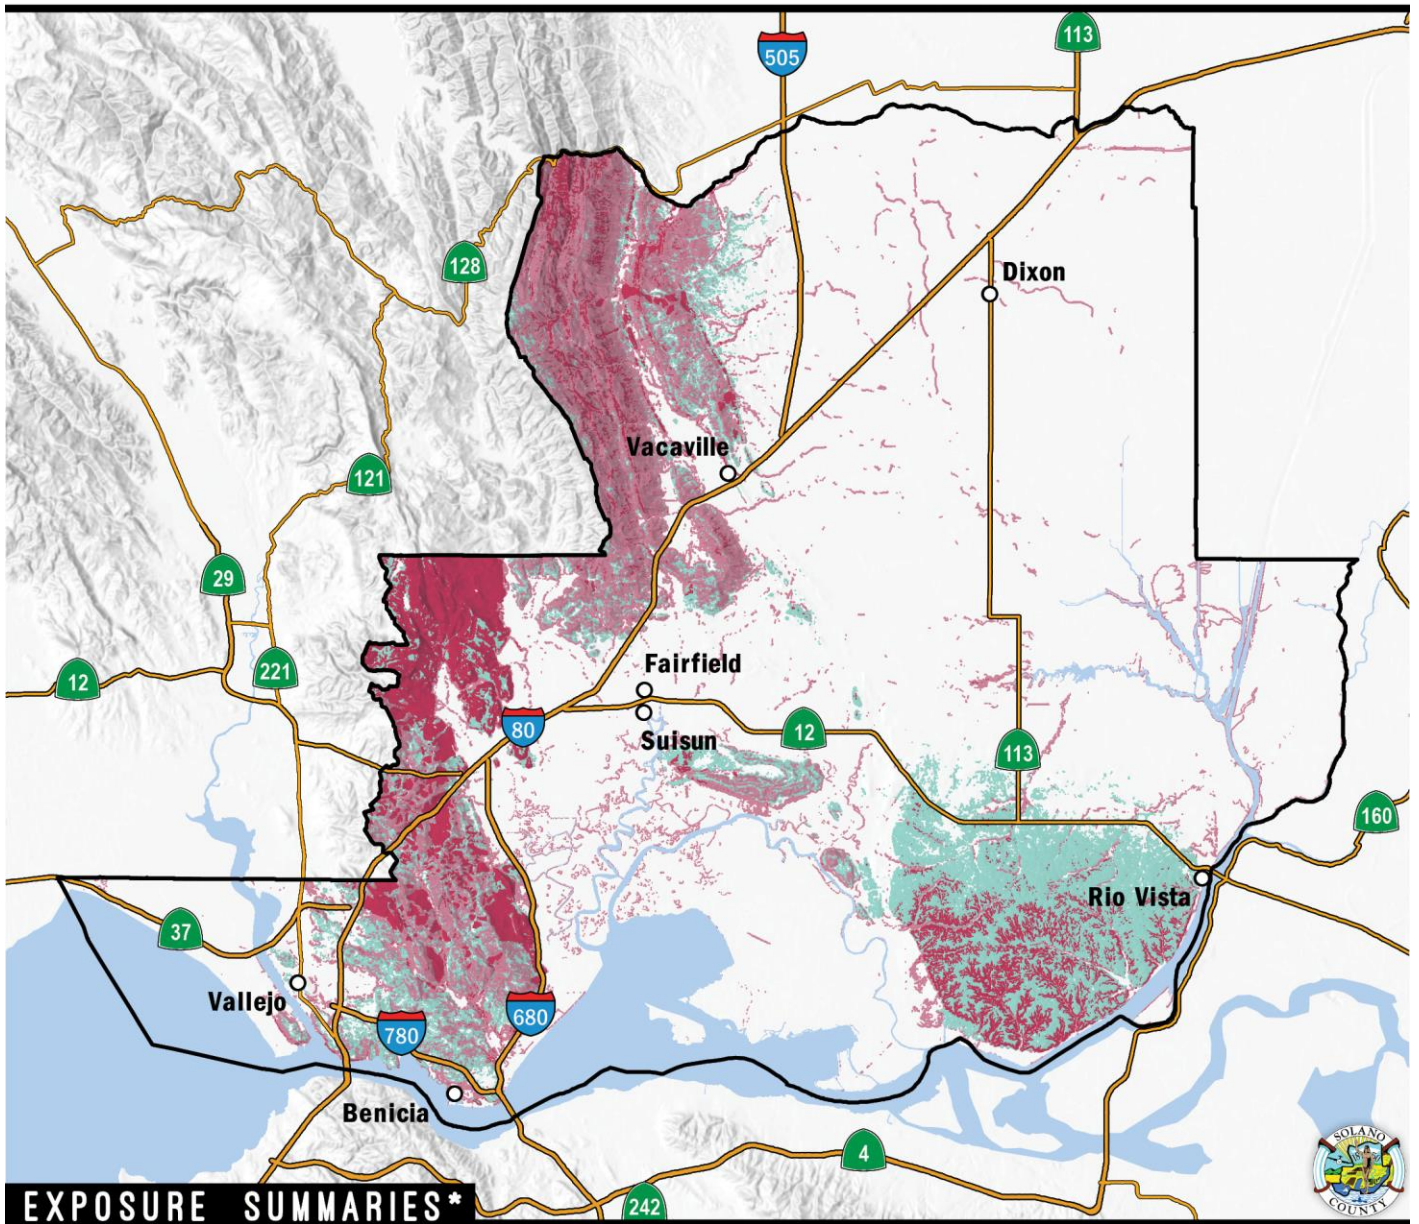 113
505
128
Dixon
Vacaville
121
29
Fairfield
12
221
80
Suisun
12
113
160
Rio Vista
37
Vallejo
680
780
Benicia
4
SOLANO
COUNTY
EXPOSURE SUMMARIES*
242